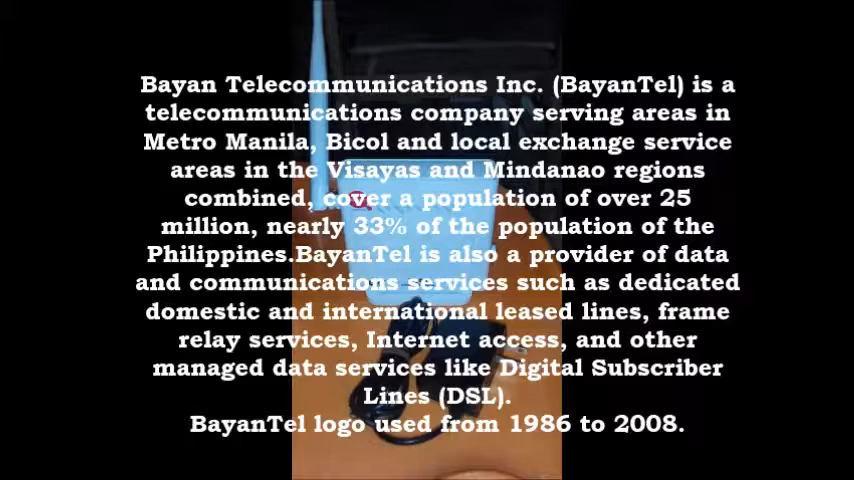 Bayan Telecommunications Inc. (BayanTel) is a
telecommunications company serving areas in
Metro Manila, Bicol and local exchange service
areas in the Visayas and Mindanao regions
combined, cover a population of over 25
million, nearly 33% of the population of the
Philippines.BayanTel is also a provider of data
and communications services such as dedicated
domestic and international leased lines, frame
relay services, Internet access, and other
managed data services like Digital Subscriber
Lines (DSL).
BayanTel logo used from 1986 to 2008.